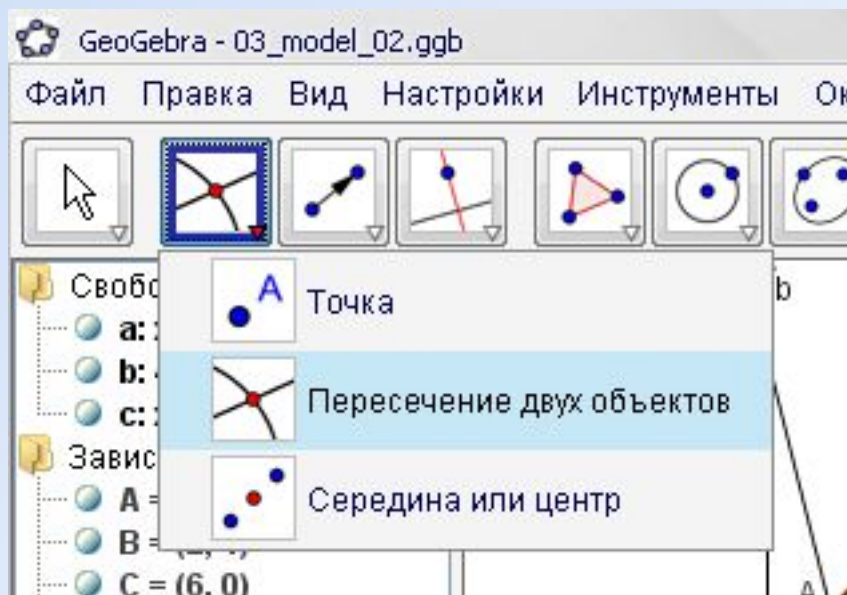 GeoGebra - 03_model_02.ggb
Файл Правка Вид Настройки Инструменты
a:
b:
c:
A =
B =
C = (6, 0)
A Точка
Пересечение двух объектов
Середина или центр
b
A